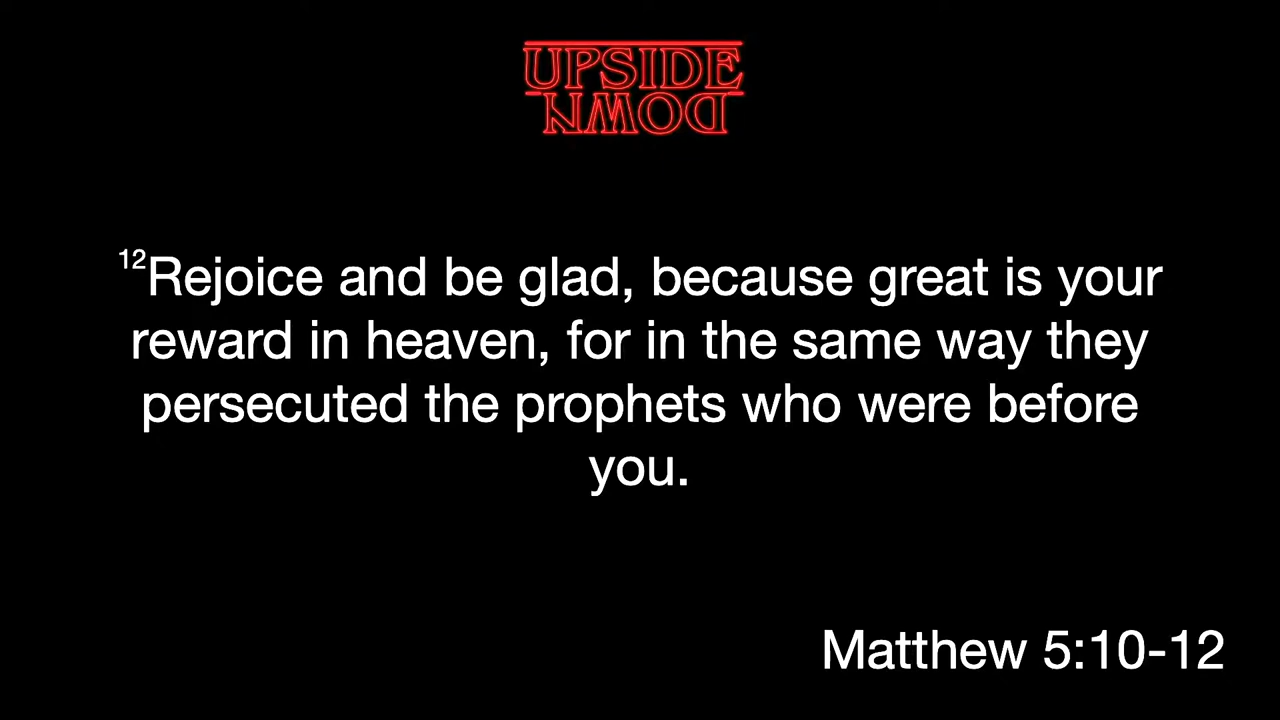 UPSIDE
DOWN
¹²Rejoice and be glad, because great is your
reward in heaven, for in the same way they
persecuted the prophets who were before
you.
Matthew 5:10-12